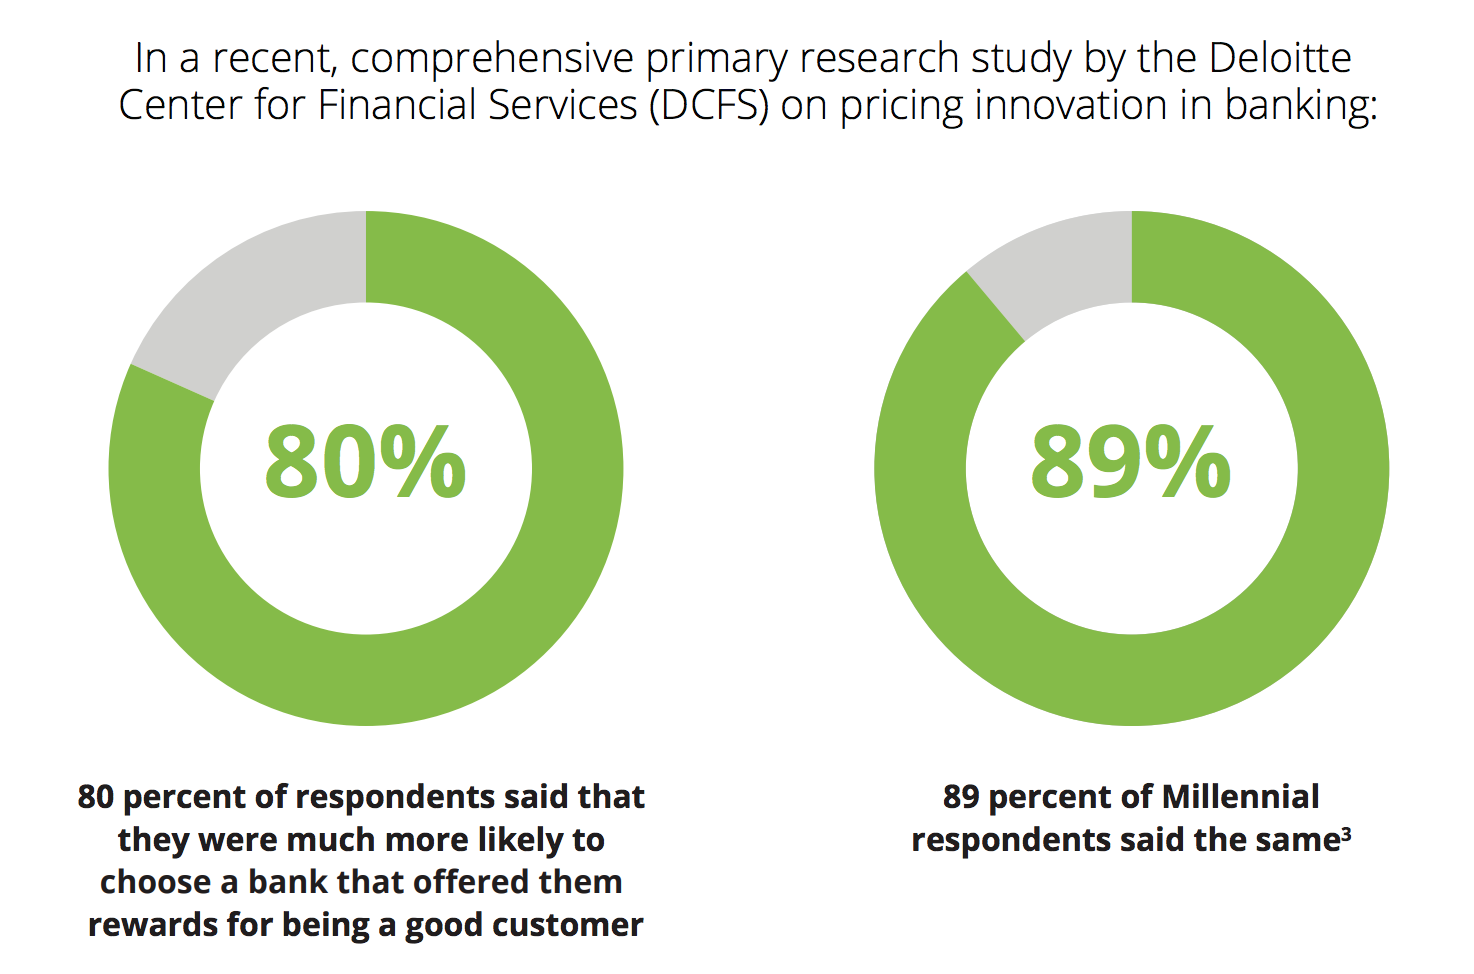 In a recent, comprehensive primary research study by the Deloitte
Center for Financial Services (DCFS) on pricing innovation in banking:
80%
89%
80 percent of respondents said that
they were much more likely to
choose a bank that offered them
rewards for being a good customer
89 percent of Millennial
respondents said the same³